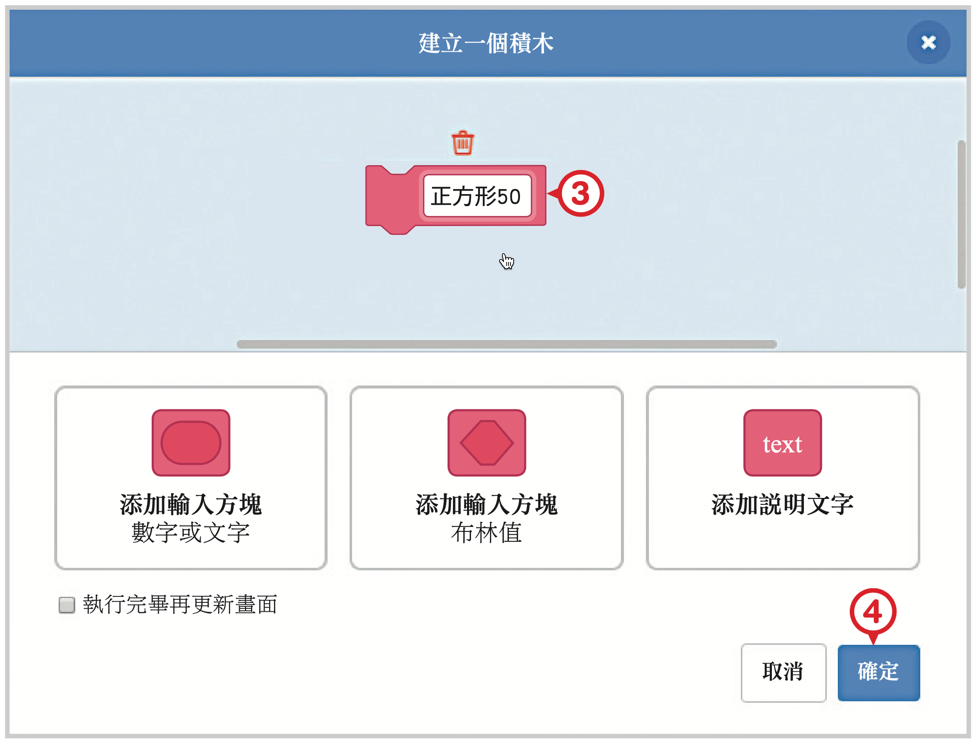 建立一個積木
正方形50
3
text
添加輸入方塊
數字或文字
添加輸入方塊
布林值
添加説明文字
執行完畢再更新畫面
4
取消
確定